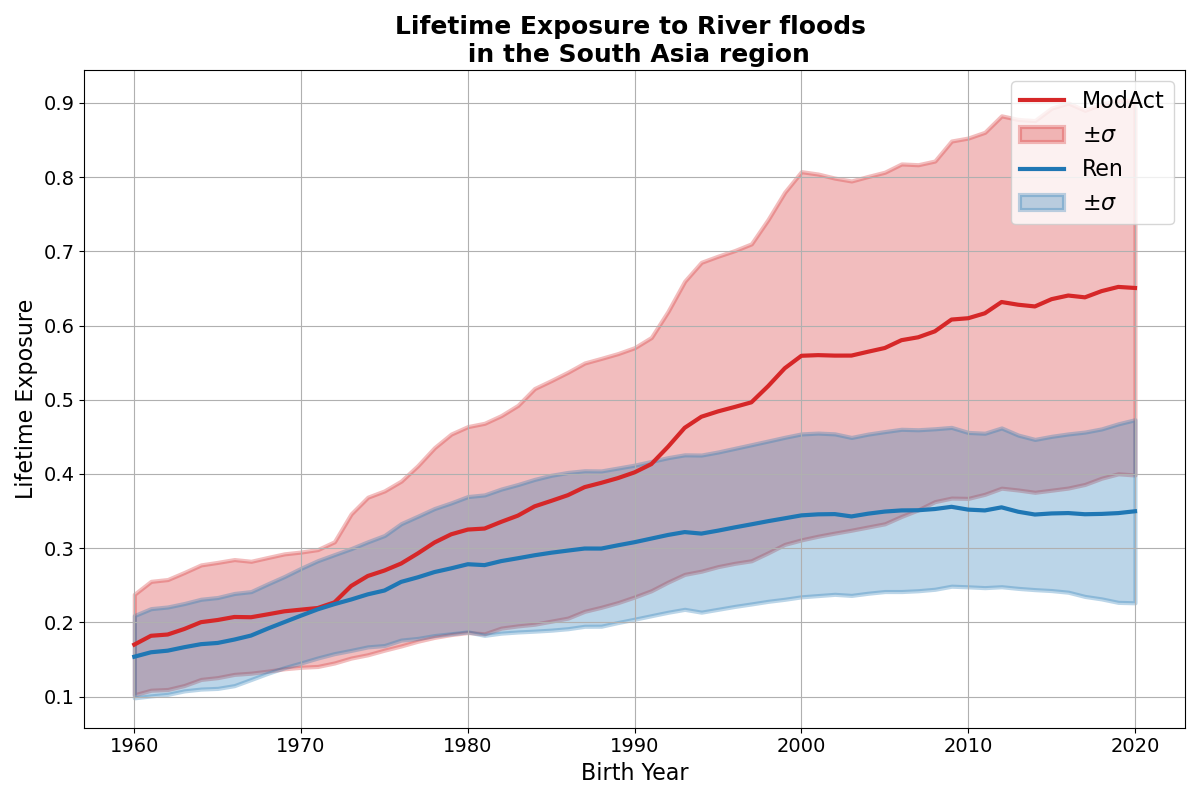 Lifetime Exposure to River floods
in the South Asia region
ModAct
±σ
Ren
±σ
Lifetime Exposure
0.9
0.8
0.7
0.6
0.5
0.4
0.3
0.2
0.1
1960 1970 1980 1990 2000 2010 2020
Birth Year